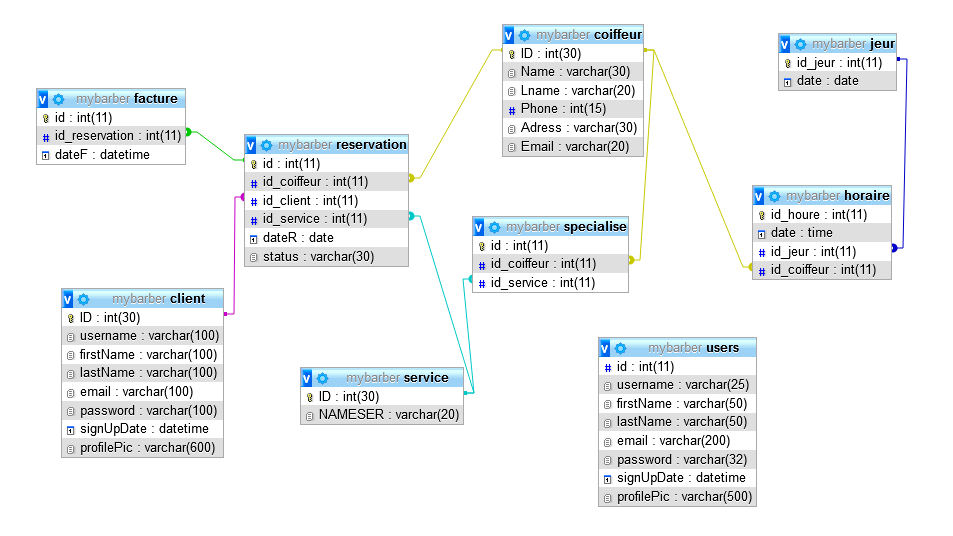 mybarber coiffeur
ID : int(30)
Name : varchar(30)
Lname : varchar(20)
Phone : int(15)
Adress : varchar(30)
Email : varchar(20)
mybarber jeur
id_jeur : int(11)
date : date
mybarber facture
id : int(11)
id_reservation : int(11)
dateF : datetime
mybarber reservation
id : int(11)
id_coiffeur : int(11)
id_client : int(11)
id_service : int(11)
dateR : date
status : varchar(30)
mybarber horaire
id_houre : int(11)
date : time
id_jeur : int(11)
id_coiffeur : int(11)
mybarber specialise
id : int(11)
id_coiffeur : int(11)
id_service : int(11)
mybarber client
ID : int(30)
username : varchar(100)
firstName : varchar(100)
lastName : varchar(100)
email : varchar(100)
password : varchar(100)
signUpDate : datetime
profilePic : varchar(600)
mybarber service
ID : int(30)
NAMESER : varchar(20)
mybarber users
id : int(11)
username : varchar(25)
firstName : varchar(50)
lastName : varchar(50)
email : varchar(200)
password : varchar(32)
signUpDate : datetime
profilePic : varchar(500)